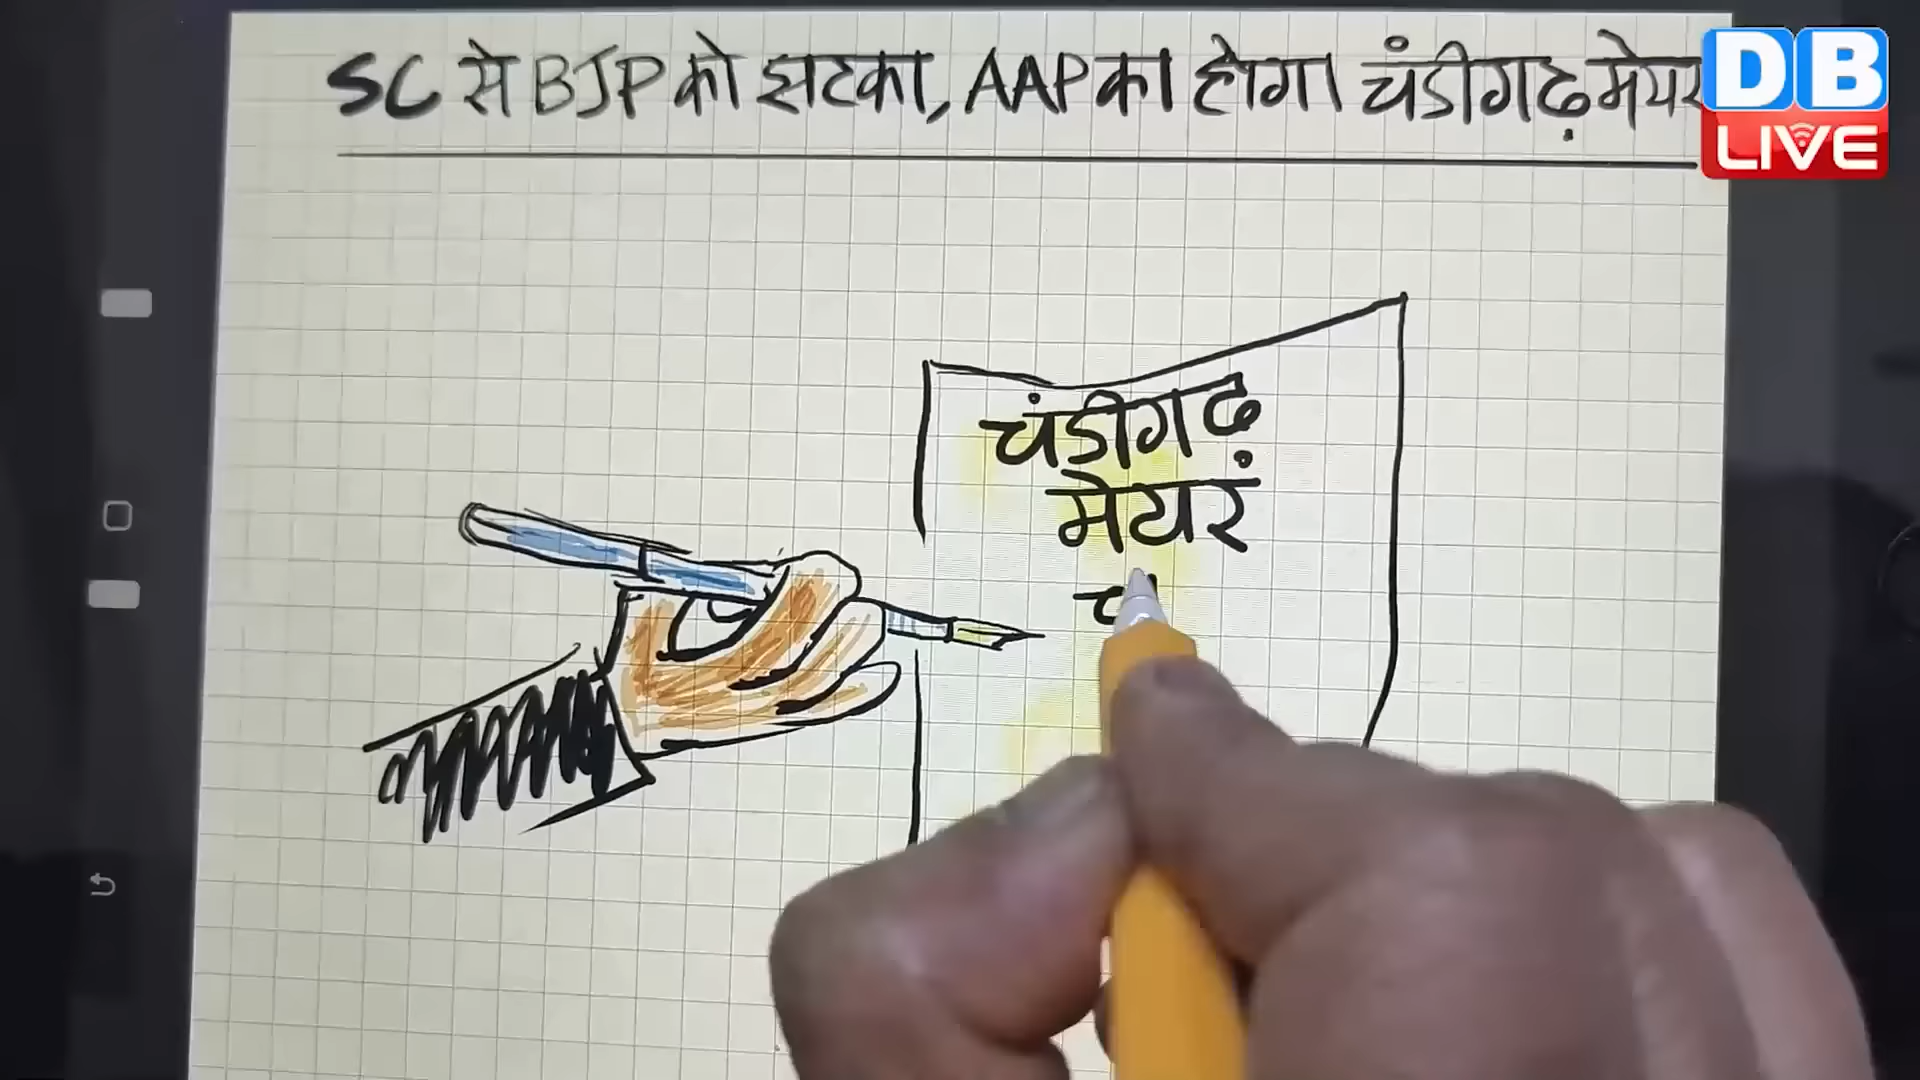 SC से BJP को झटका, AAP का होगा चंडीगढ़ मेयर
DB
LIVE
चंडीगढ
मेयरं